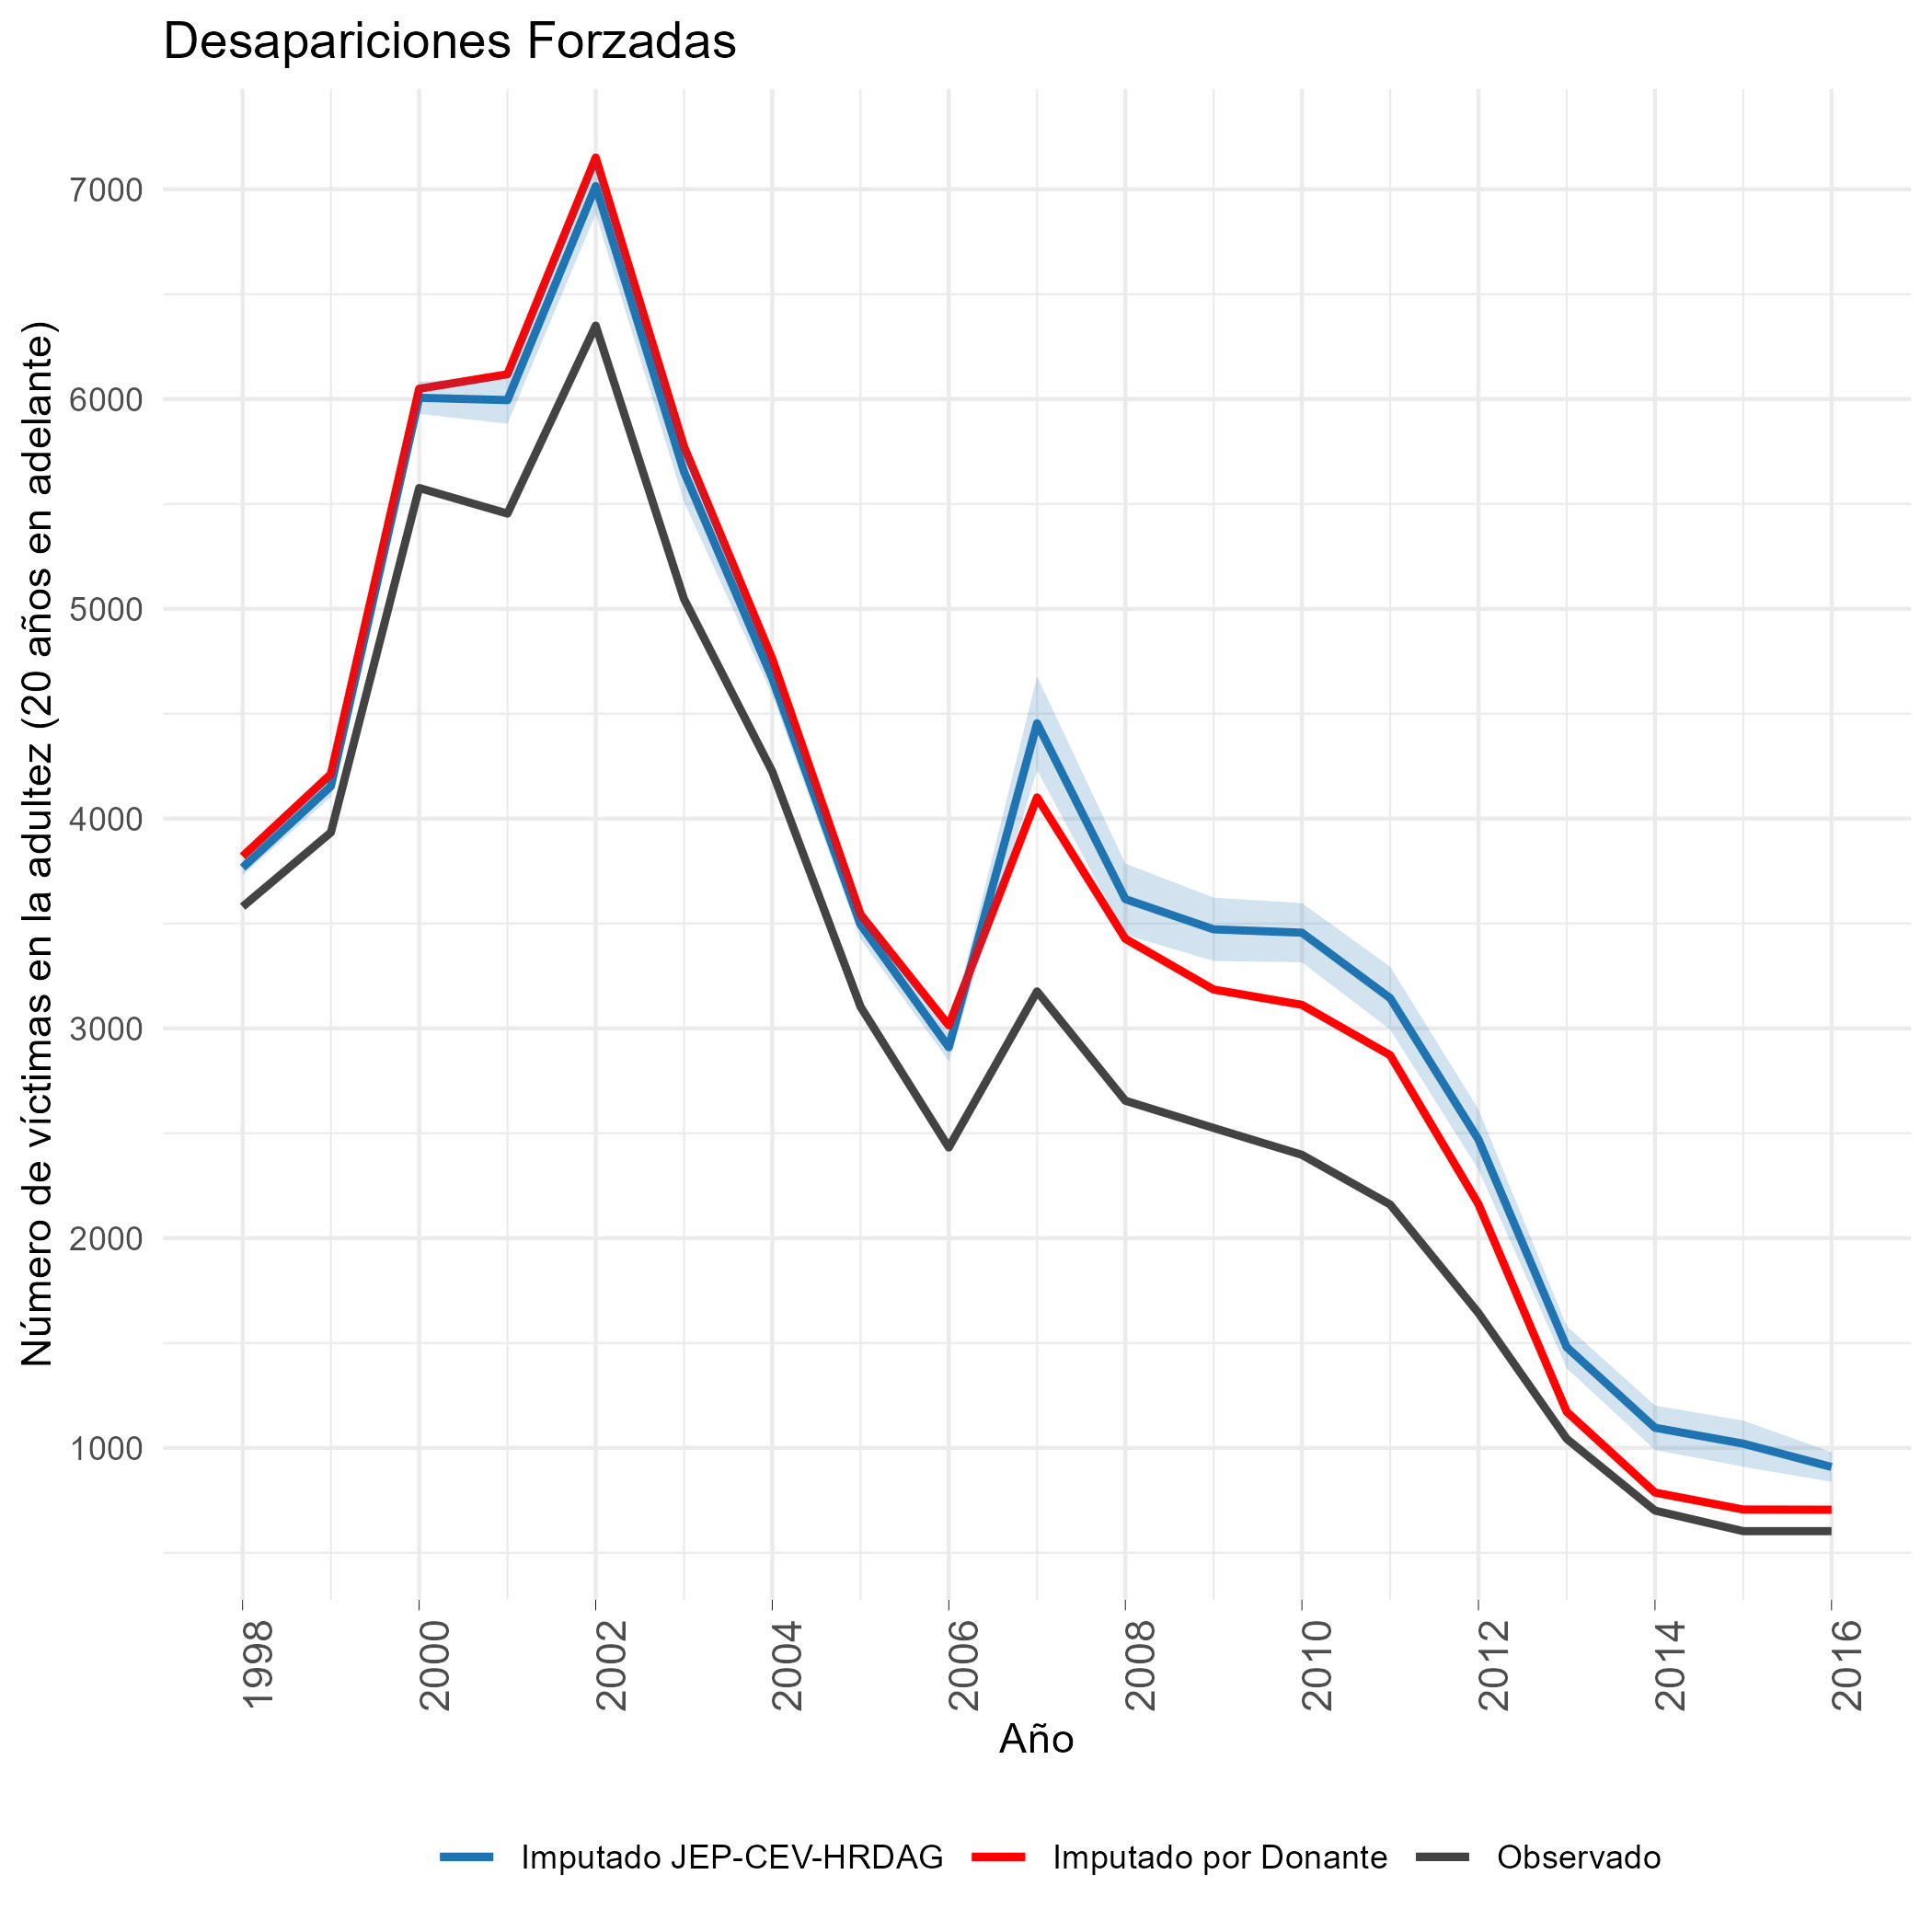 Desapariciones Forzadas
Número de víctimas en la adultez (20 años en adelante)
7000
6000
5000
4000
3000
2000
1000
1998
2000
2002
2004
2006
2008
2010
2012
2014
2016
Año
Imputado JEP-CEV-HRDAG
Imputado por Donante
Observado